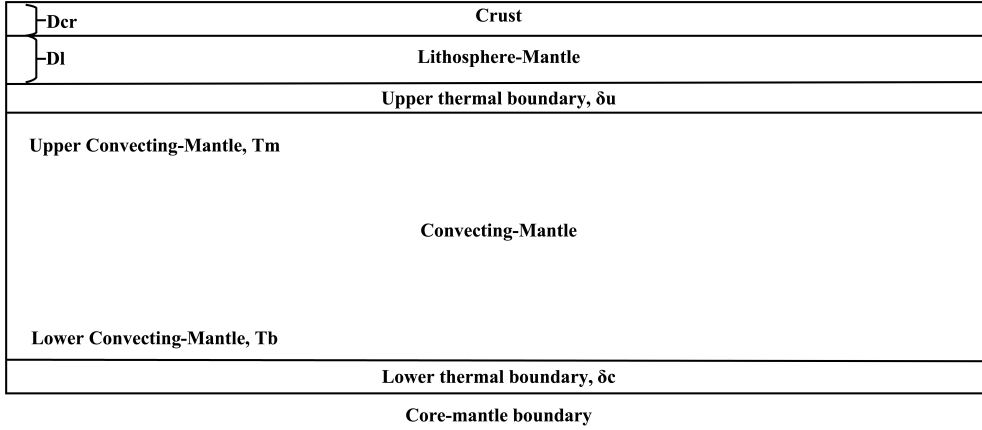 Crust
Dcr
Lithosphere-Mantle
Dl
Upper thermal boundary, δu
Upper Convecting-Mantle, Tm
Convecting-Mantle
Lower Convecting-Mantle, Tb
Lower thermal boundary, δc
Core-mantle boundary